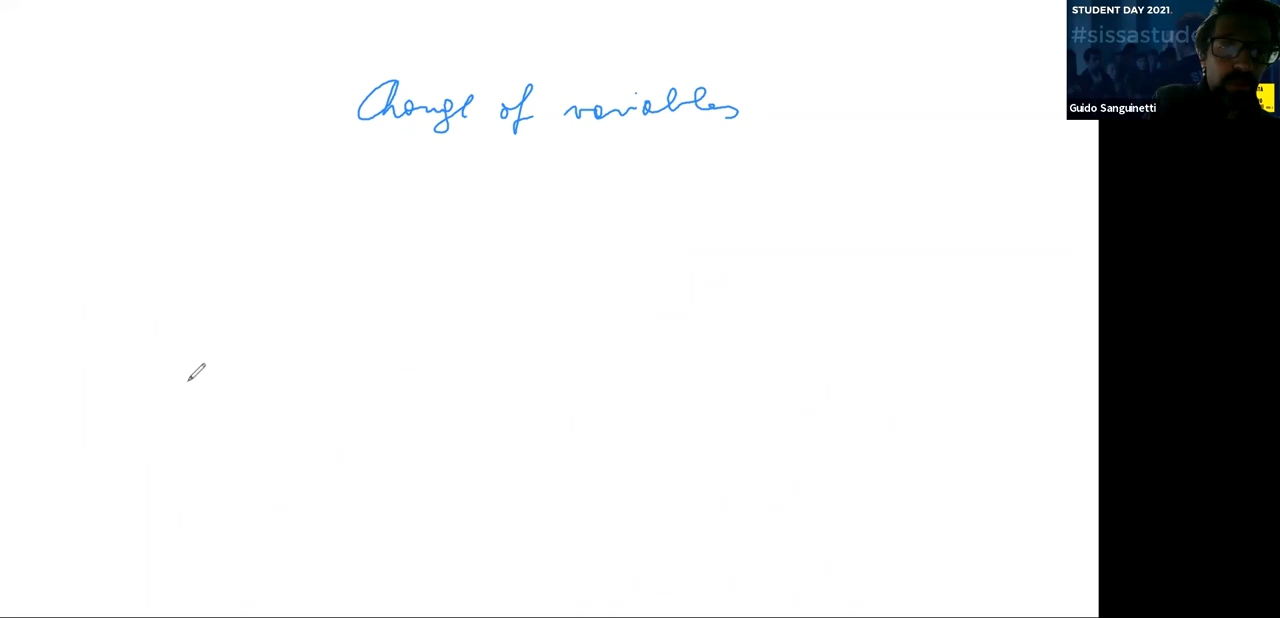 STUDENT DAY 2021.
#sissastude
Guido Sanguinetti
Change of variables